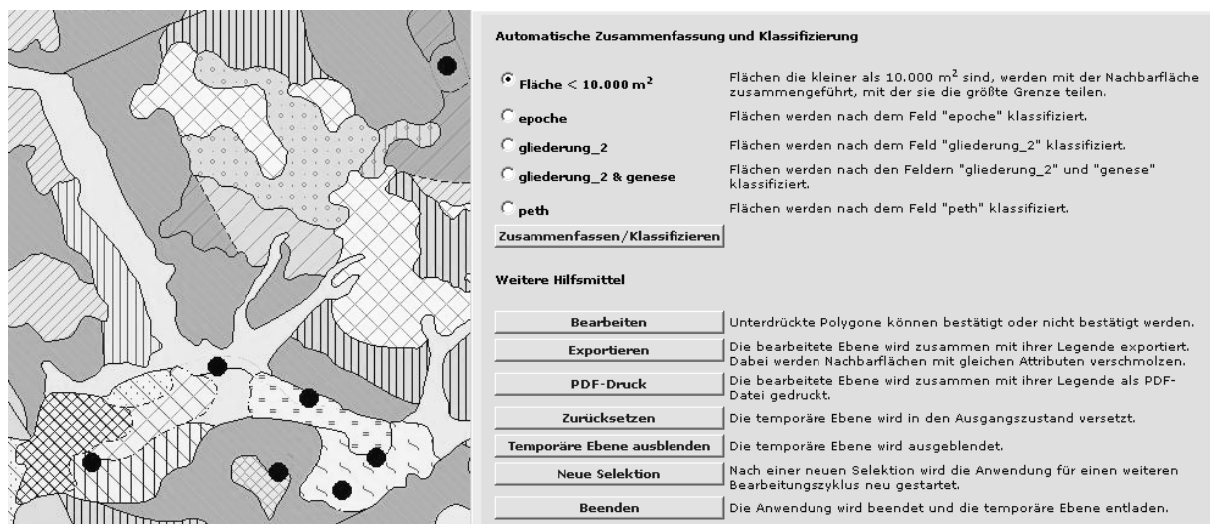 Automatische Zusammenfassung und Klassifizierung
Fläche < 10.000 m²
Flächen die kleiner als 10.000 m² sind, werden mit der Nachbarfläche
zusammengeführt, mit der sie die größte Grenze teilen.
epoche
Flächen werden nach dem Feld "epoche" klassifiziert.
gliederung_2
Flächen werden nach dem Feld "gliederung_2" klassifiziert.
gliederung_2 & genese
Flächen werden nach den Feldern "gliederung_2" und "genese"
klassifiziert.
peth
Flächen werden nach dem Feld "peth" klassifiziert.
Zusammenfassen/Klassifizieren
Weitere Hilfsmittel
Bearbeiten
Unterdrückte Polygone können bestätigt oder nicht bestätigt werden.
Exportieren
Die bearbeitete Ebene wird zusammen mit ihrer Legende exportiert.
Dabei werden Nachbarflächen mit gleichen Attributen verschmolzen.
PDF-Druck
Die bearbeitete Ebene wird zusammen mit ihrer Legende als PDF-
Datei gedruckt.
Zurücksetzen
Die temporäre Ebene wird in den Ausgangszustand versetzt.
Temporäre Ebene ausblenden
Die temporäre Ebene wird ausgeblendet.
Neue Selektion
Nach einer neuen Selektion wird die Anwendung für einen weiteren
Bearbeitungszyklus neu gestartet.
Beenden
Die Anwendung wird beendet und die temporäre Ebene entladen.